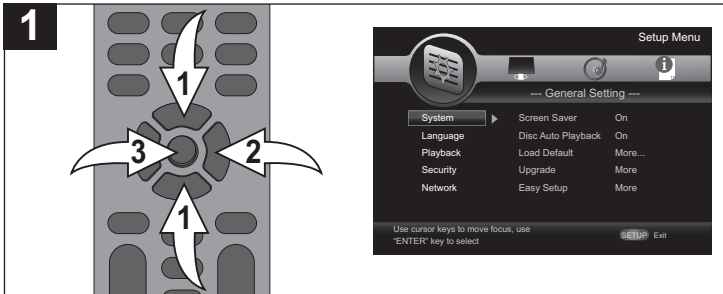 1
1
3
2
1
Setup Menu
--- General Setting ---
System Screen Saver On
Language Disc Auto Playback On
Playback Load Default More...
Security Upgrade More
Network Easy Setup More
Use cursor keys to move focus, use
“ENTER” key to select
SETUP Exit